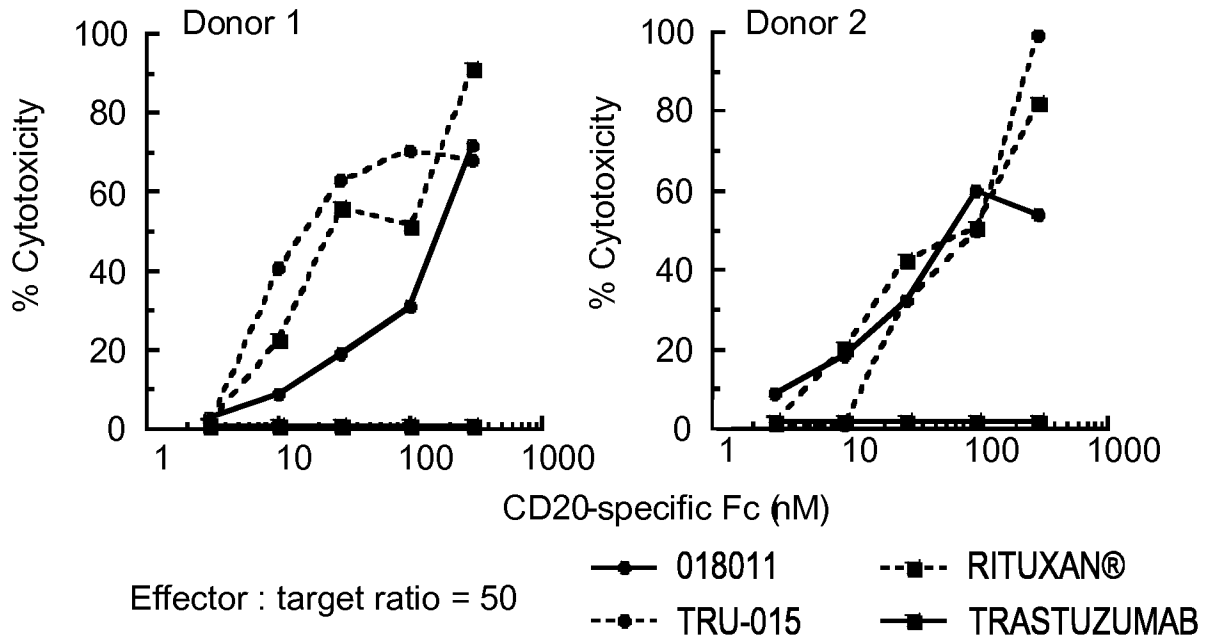 Donor 1
Donor 2
% Cytotoxicity
100
80
60
40
20
0
1
10
100
1000
% Cytotoxicity
100
80
60
40
20
0
1
10
100
1000
CD20-specific Fc (nM)
Effector : target ratio = 50
018011
RITUXAN®
TRU-015
TRASTUZUMAB